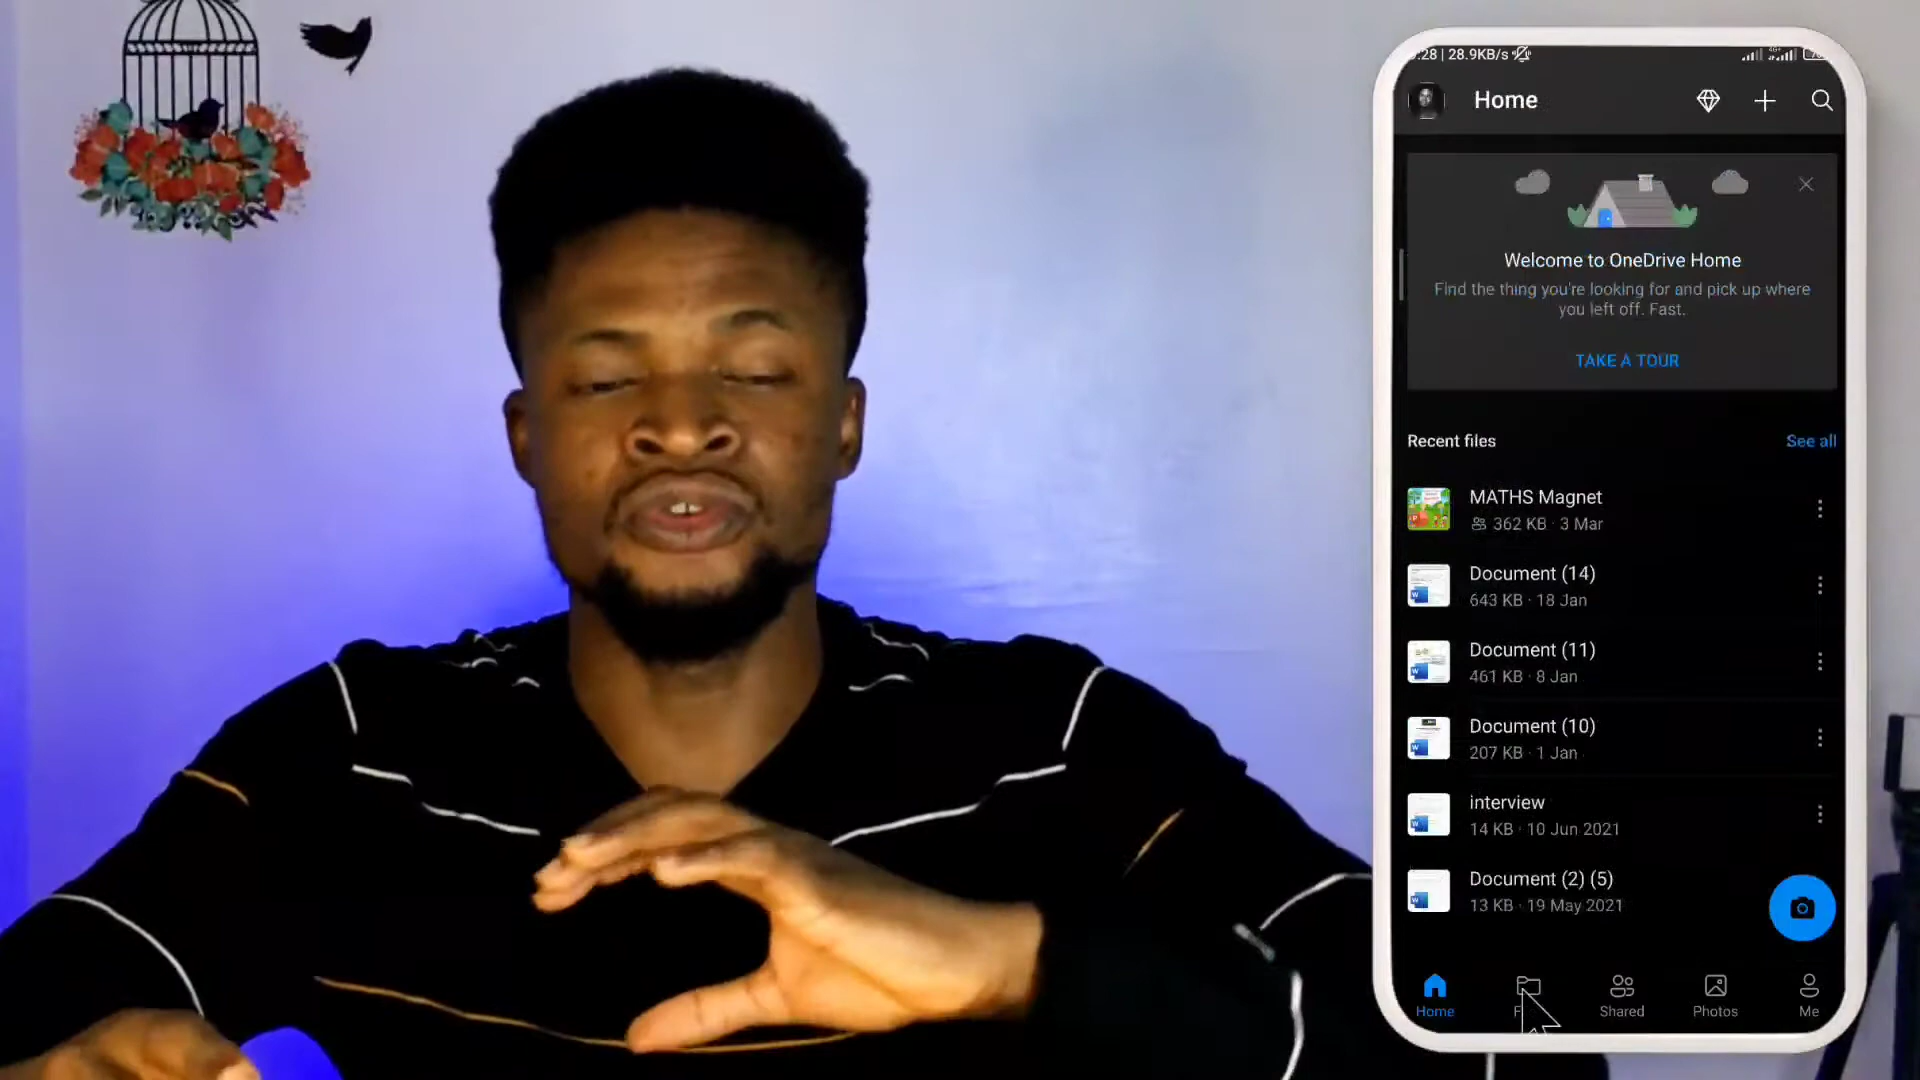 :28 | 28.9KB/s
Home
Welcome to OneDrive Home
Find the thing you're looking for and pick up where
you left off. Fast.
TAKE A TOUR
Recent files
See all
MATHS Magnet
362 KB · 3 Mar
Document (14)
643 KB · 18 Jan
Document (11)
461 KB · 8 Jan
Document (10)
207 KB · 1 Jan
interview
14 KB · 10 Jun 2021
Document (2) (5)
13 KB · 19 May 2021
Home
Shared
Photos
Me